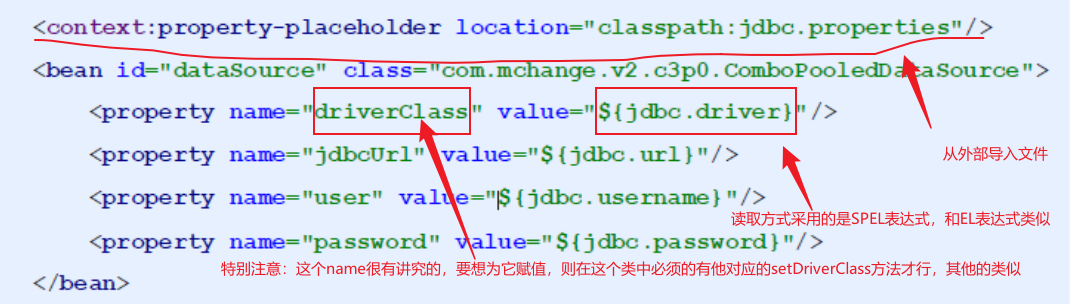 <context:property-placeholder location="classpath:jdbc.properties"/>
<bean id="dataSource" class="com.mchange.v2.c3p0.ComboPooledDataSource">
<property name="driverClass" value="${jdbc.driver}"/>
从外部导入文件
<property name="jdbcUrl" value="${jdbc.url}"/>
<property name="user" value="${jdbc.username}"/>
读取方式采用的是SPEL表达式，和EL表达式类似
<property name="password" value="${jdbc.password}"/>
特别注意：这个name很有讲究的，要想为它赋值，则在这个类中必须的有他对应的setDriverClass方法才行，其他的类似
</bean>